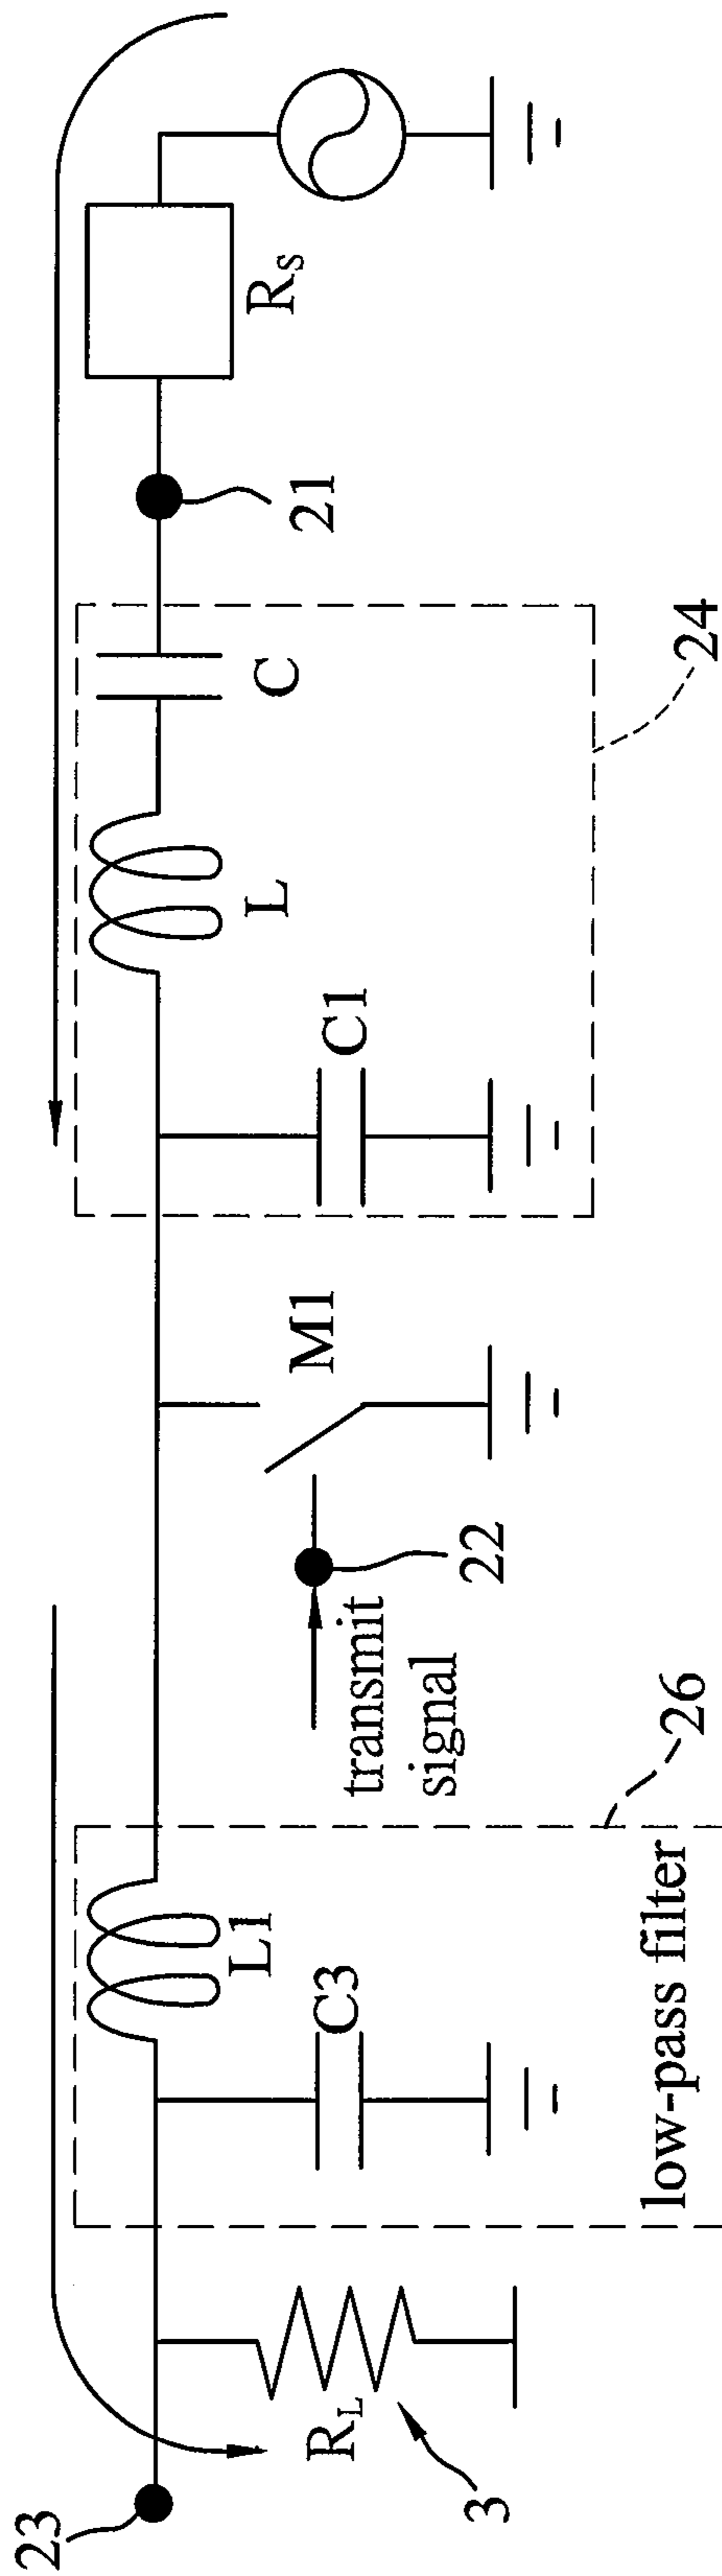 23
3
R_L
low-pass filter
26
C3
L1
transmit
signal
22
M1
C1
L
C
24
21
R_S